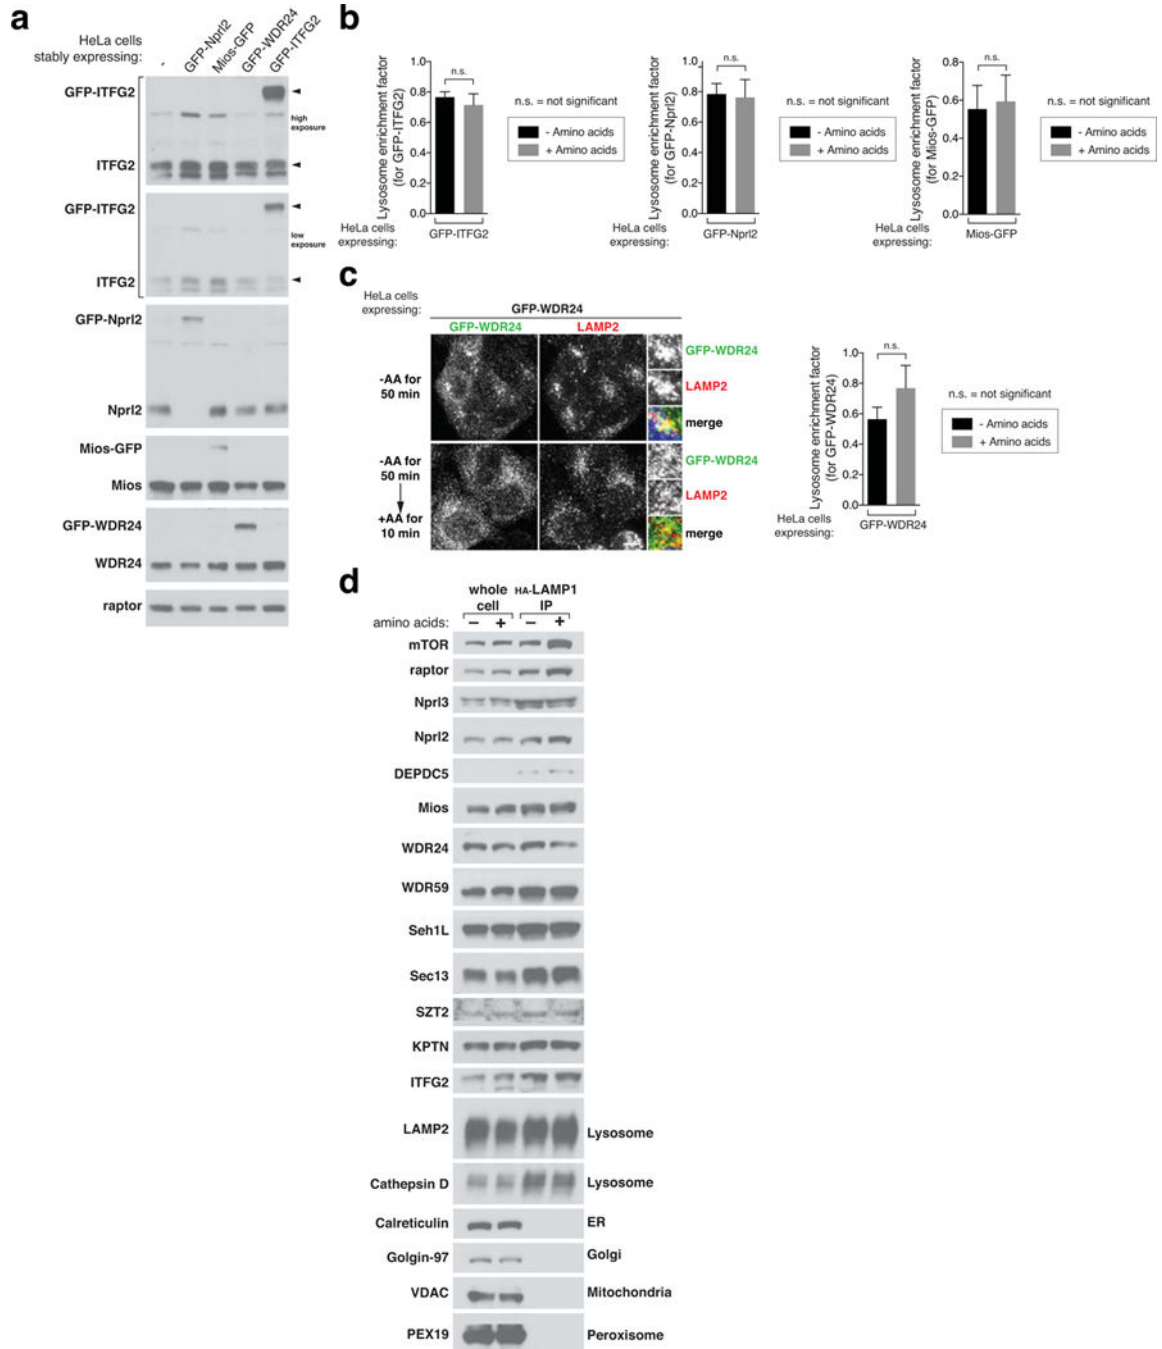 a
HeLa cells
stably expressing:
-
GFP-Nprl2
Mios-GFP
GFP-WDR24
GFP-ITFG2
GFP-ITFG2
high
exposure
ITFG2
GFP-ITFG2
low
exposure
ITFG2
GFP-Nprl2
Nprl2
Mios-GFP
Mios
GFP-WDR24
WDR24
raptor
b
Lysosome enrichment factor
(for GFP-ITFG2)
1.0
0.8
0.6
0.4
0.2
0.0
n.s.
HeLa cells
expressing:
GFP-ITFG2
n.s. = not significant
- Amino acids
+ Amino acids
Lysosome enrichment factor
(for GFP-Nprl2)
1.0
0.8
0.6
0.4
0.2
0.0
n.s.
HeLa cells
expressing:
GFP-Nprl2
n.s. = not significant
- Amino acids
+ Amino acids
Lysosome enrichment factor
(for Mios-GFP)
0.8
0.6
0.4
0.2
0.0
n.s.
HeLa cells
expressing:
Mios-GFP
n.s. = not significant
- Amino acids
+ Amino acids
c
HeLa cells
expressing:
GFP-WDR24
GFP-WDR24 LAMP2
-AA for
50 min
GFP-WDR24
LAMP2
merge
-AA for
50 min
+AA for
10 min
GFP-WDR24
LAMP2
merge
Lysosome enrichment factor
(for GFP-WDR24)
1.0
0.8
0.6
0.4
0.2
0.0
n.s.
HeLa cells
expressing:
GFP-WDR24
n.s. = not significant
- Amino acids
+ Amino acids
d
whole
cell
HA-LAMP1
IP
amino acids: - + - +
mTOR
raptor
Nprl3
Nprl2
DEPDC5
Mios
WDR24
WDR59
Seh1L
Sec13
SZT2
KPTN
ITFG2
LAMP2 Lysosome
Cathepsin D Lysosome
Calreticulin ER
Golgin-97 Golgi
VDAC Mitochondria
PEX19 Peroxisome